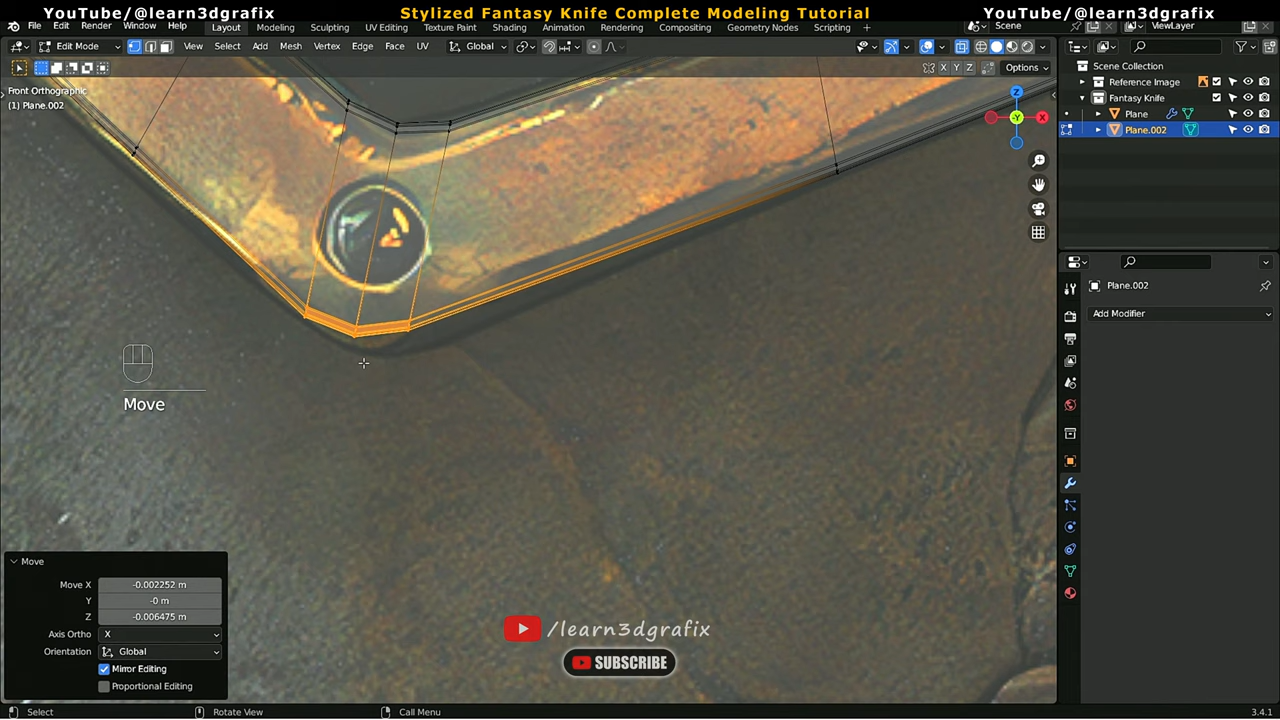 YouTube/@learn3dgrafix
Stylized Fantasy Knife Complete Modeling Tutorial
YouTube/@learn3dgrafix
File Edit Render Window Help
Layout Modeling Sculpting UV Editing Texture Paint Shading Animation Rendering Compositing Geometry Nodes Scripting +
Scene
ViewLayer
Edit Mode
View Select Add Mesh Vertex Edge Face UV
Global
X Y Z
Options
Front Orthographic
(1) Plane.002
Z
-Y
X
Scene Collection
Reference Image
Fantasy Knife
Plane
Plane.002
Plane.002
Add Modifier
Move
Move
Move X -0.002252 m
Y -0 m
Z -0.006475 m
Axis Ortho X
Orientation Global
Mirror Editing
Proportional Editing
/learn3dgrafix
SUBSCRIBE
Select
Rotate View
Call Menu
3.4.1